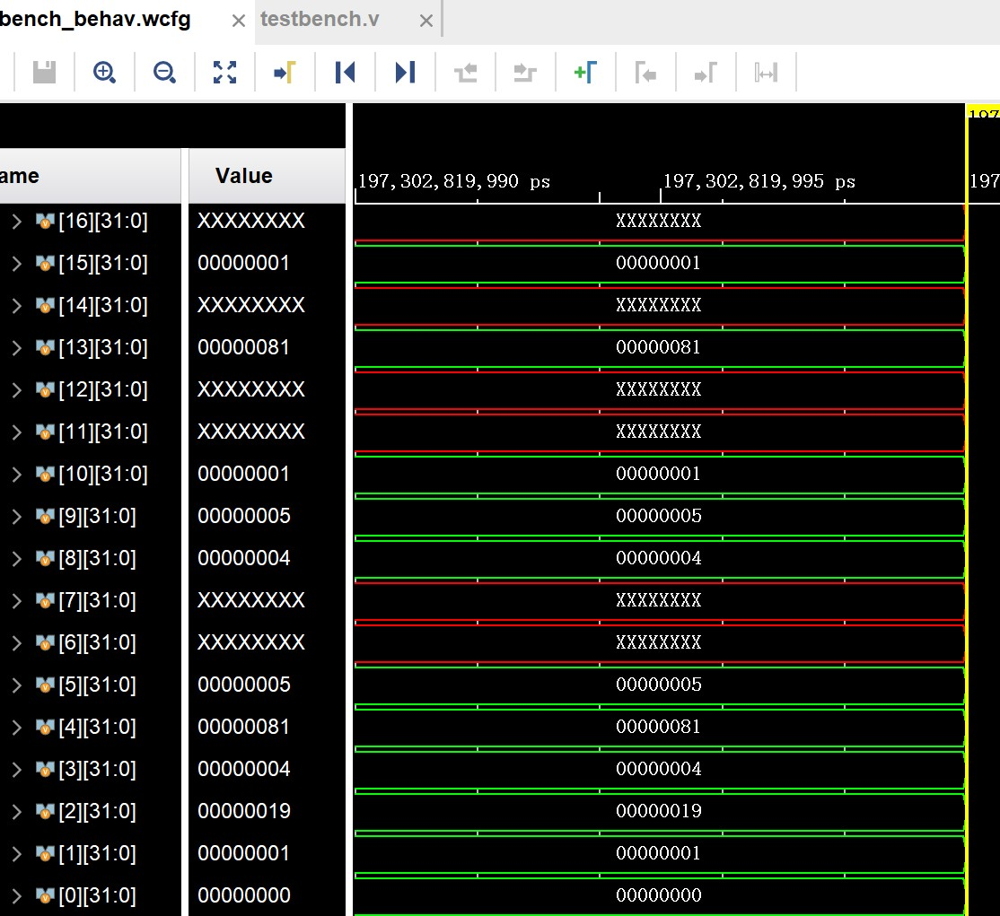 bench_behav.wcfg testbench.v
ame Value 197,302,819,990 ps 197,302,819,995 ps 197
[16][31:0] XXXXXXXX XXXXXXXX
[15][31:0] 00000001 00000001
[14][31:0] XXXXXXXX XXXXXXXX
[13][31:0] 00000081 00000081
[12][31:0] XXXXXXXX XXXXXXXX
[11][31:0] XXXXXXXX XXXXXXXX
[10][31:0] 00000001 00000001
[9][31:0] 00000005 00000005
[8][31:0] 00000004 00000004
[7][31:0] XXXXXXXX XXXXXXXX
[6][31:0] XXXXXXXX XXXXXXXX
[5][31:0] 00000005 00000005
[4][31:0] 00000081 00000081
[3][31:0] 00000004 00000004
[2][31:0] 00000019 00000019
[1][31:0] 00000001 00000001
[0][31:0] 00000000 00000000